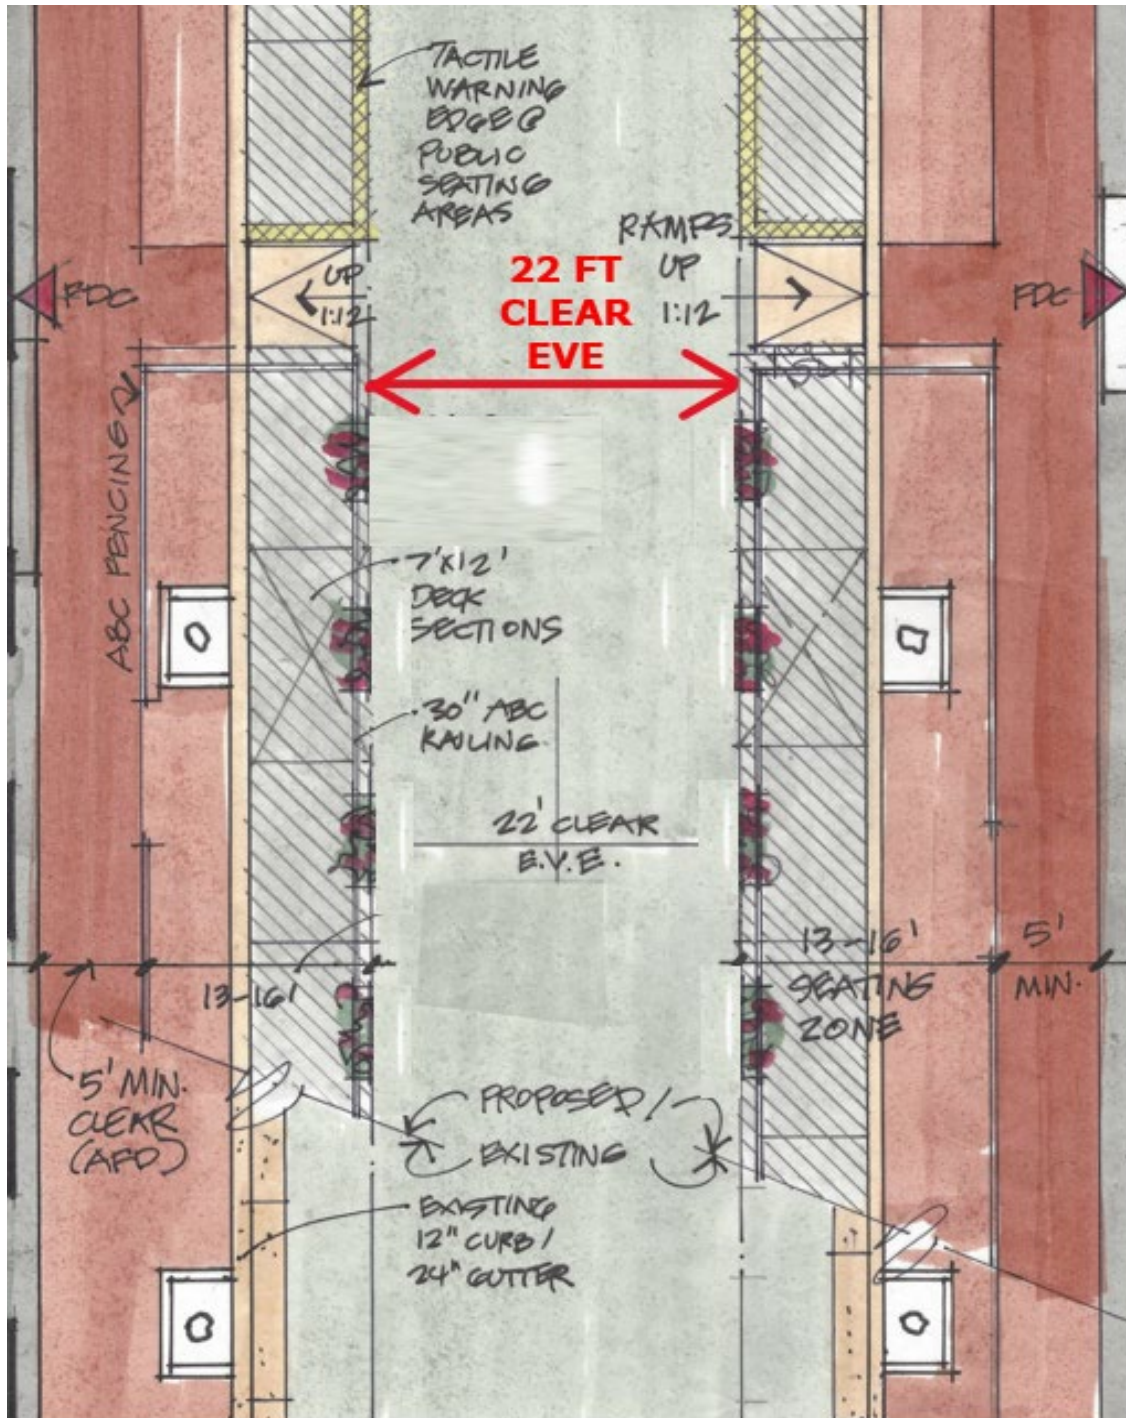 TACTILE
WARNING
EDGE @
PUBLIC
SEATING
AREAS
RAMPS
UP
1:12
UP
1:12
22 FT
CLEAR
EVE
FDC
FDC
ABC FENCING
7'X12'
DECK
SECTIONS
30" ABC
RAILING
22' CLEAR
E.V.E.
13-16'
13-16'
SEATING
ZONE
5'
MIN.
5' MIN.
CLEAR
(AFD)
PROPOSED /
EXISTING
EXISTING
12" CURB /
24" GUTTER